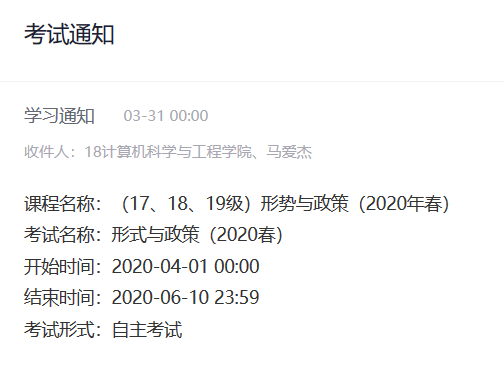 考试通知
学习通知 03-31 00:00
收件人：18计算机科学与工程学院、马爱杰
课程名称：（17、18、19级）形势与政策（2020年春）
考试名称：形式与政策（2020春）
开始时间：2020-04-01 00:00
结束时间：2020-06-10 23:59
考试形式：自主考试